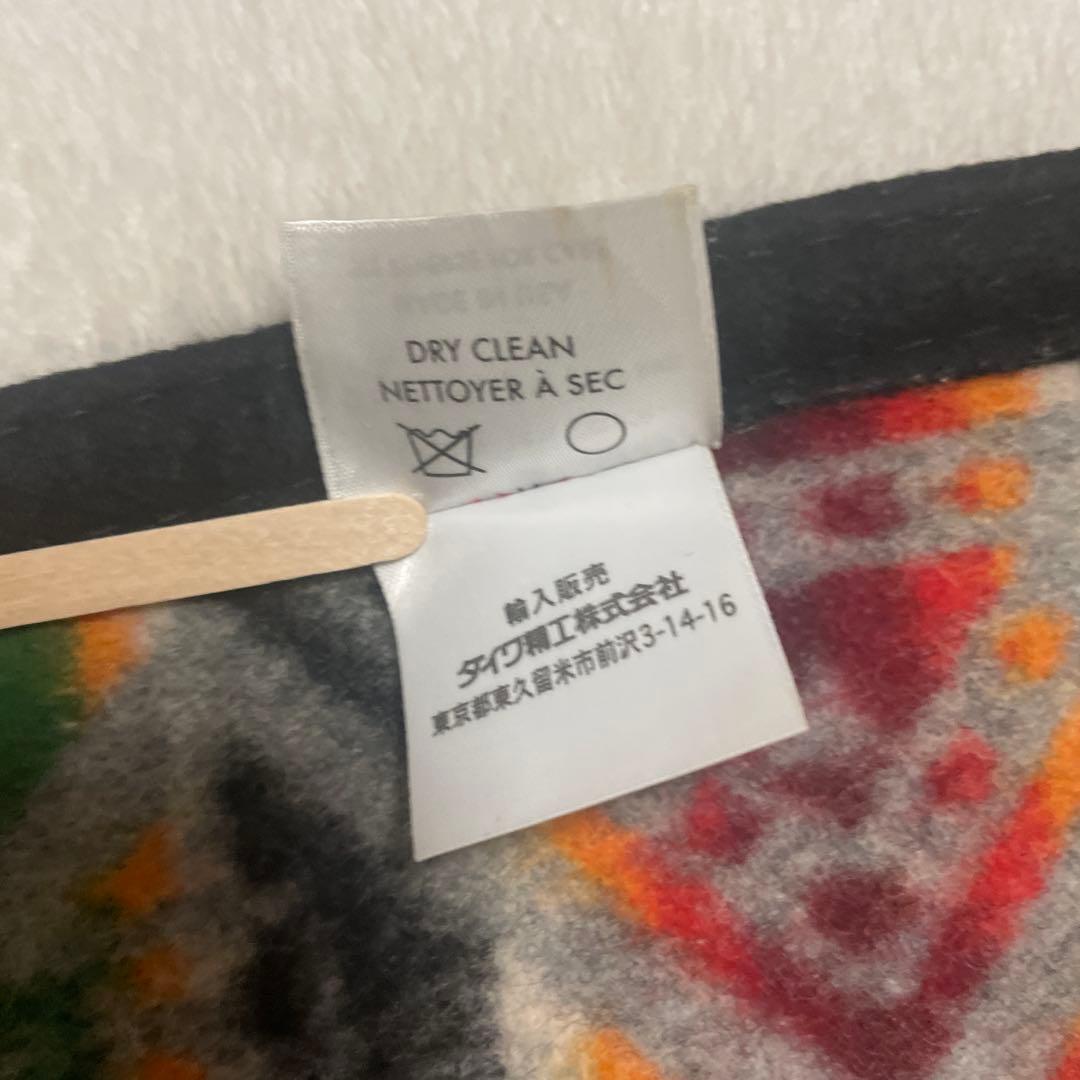 DRY CLEAN
NETTOYER À SEC
輸入販売
ダイワ精工株式会社
東京都東久留米市前沢3-14-16